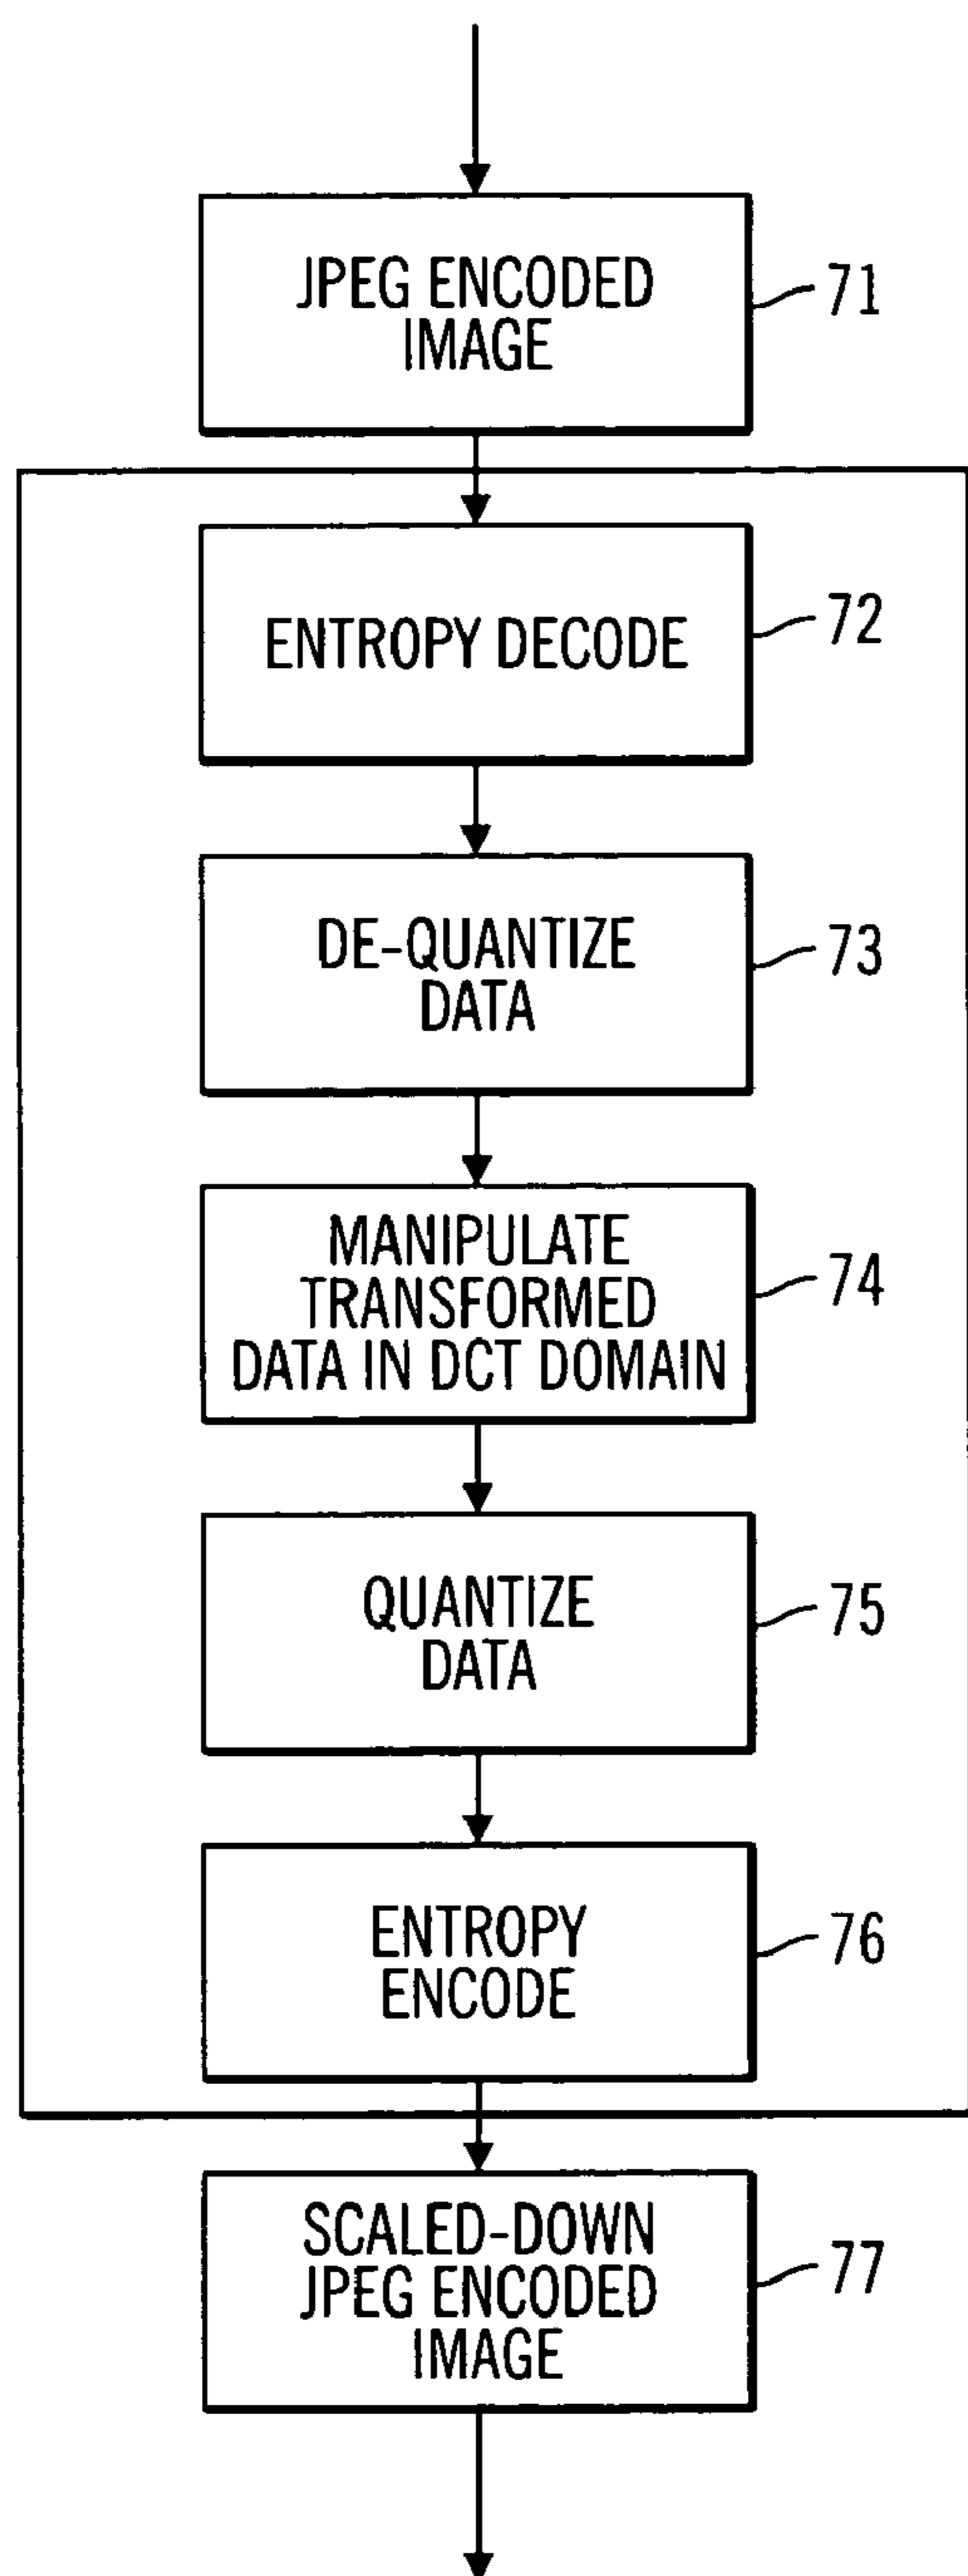 JPEG ENCODED
IMAGE
71
ENTROPY DECODE
72
DE-QUANTIZE
DATA
73
MANIPULATE
TRANSFORMED
DATA IN DCT DOMAIN
74
QUANTIZE
DATA
75
ENTROPY
ENCODE
76
SCALED-DOWN
JPEG ENCODED
IMAGE
77